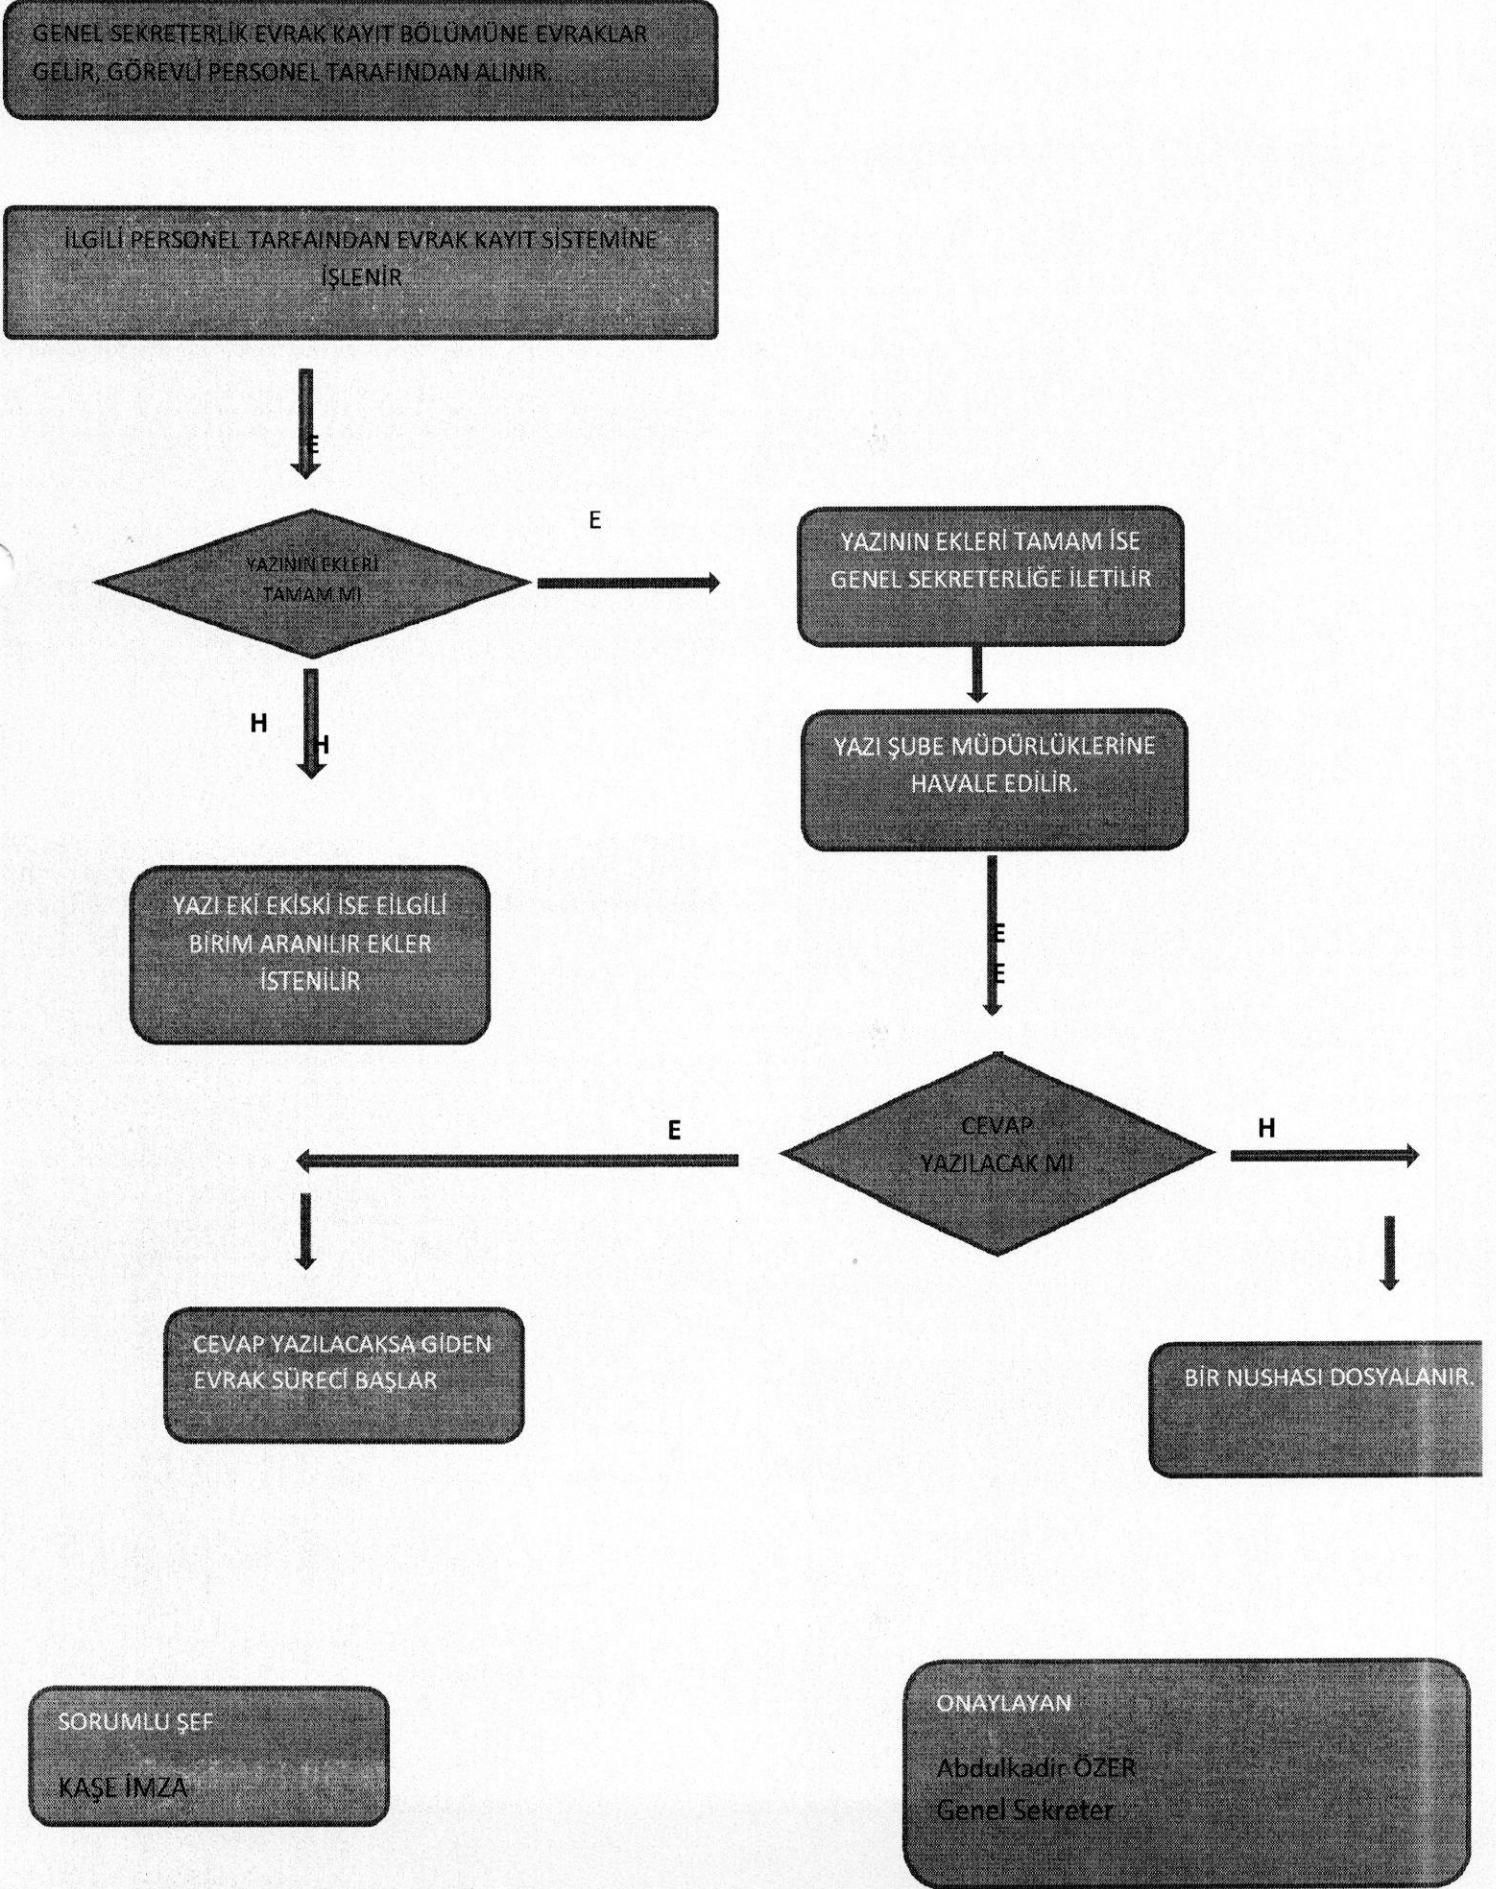 GENEL SEKRETERLİK EVRAK KAYIT BÖLÜMÜNE EVRAKLAR
GELİR, GÖREVLİ PERSONEL TARAFINDAN ALINIR.
İLGİLİ PERSONEL TARFAINDAN EVRAK KAYIT SİSTEMİNE
İŞLENİR
E
YAZININ EKLERİ
TAMAM MI
E
YAZININ EKLERİ TAMAM İSE
GENEL SEKRETERLİĞE İLETİLİR
H
H
YAZI ŞUBE MÜDÜRLÜKLERİNE
HAVALE EDİLİR.
YAZI EKİ EKİSKİ İSE EİLGİLİ
BİRİM ARANILIR EKLER
İSTENİLİR
E
E
CEVAP
YAZILACAK MI
E
H
CEVAP YAZILACAKSA GİDEN
EVRAK SÜRECİ BAŞLAR
BİR NUSHASI DOSYALANIR.
SORUMLU ŞEF
KAŞE İMZA
ONAYLAYAN
Abdulkadir ÖZER
Genel Sekreter